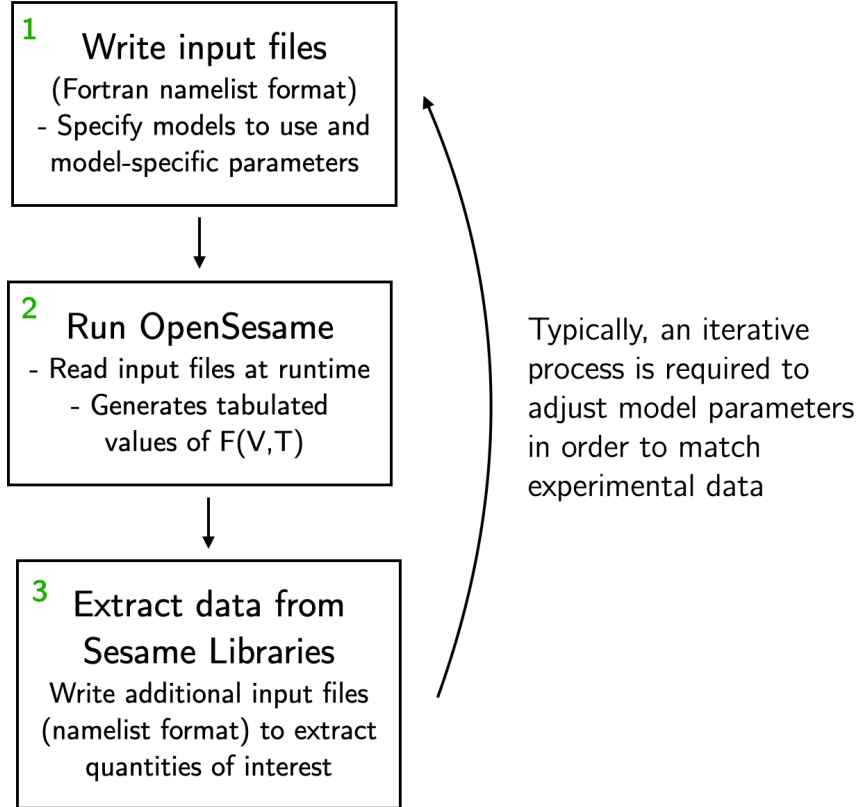 1
Write input files
(Fortran namelist format)
- Specify models to use and
model-specific parameters
2
Run OpenSesame
- Read input files at runtime
- Generates tabulated
values of F(V,T)
3
Extract data from
Sesame Libraries
Write additional input files
(namelist format) to extract
quantities of interest
Typically, an iterative
process is required to
adjust model parameters
in order to match
experimental data